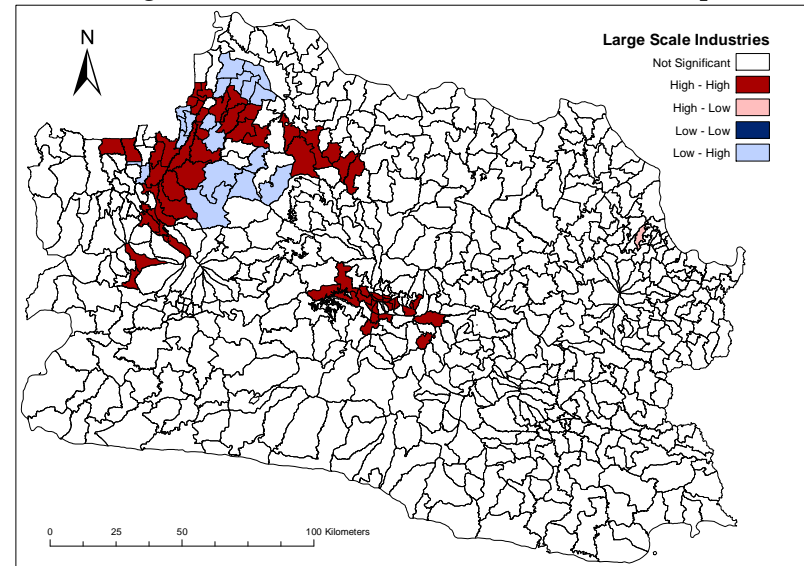 N
Large Scale Industries
Not Significant
High - High
High - Low
Low - Low
Low - High
0 25 50 100 Kilometers